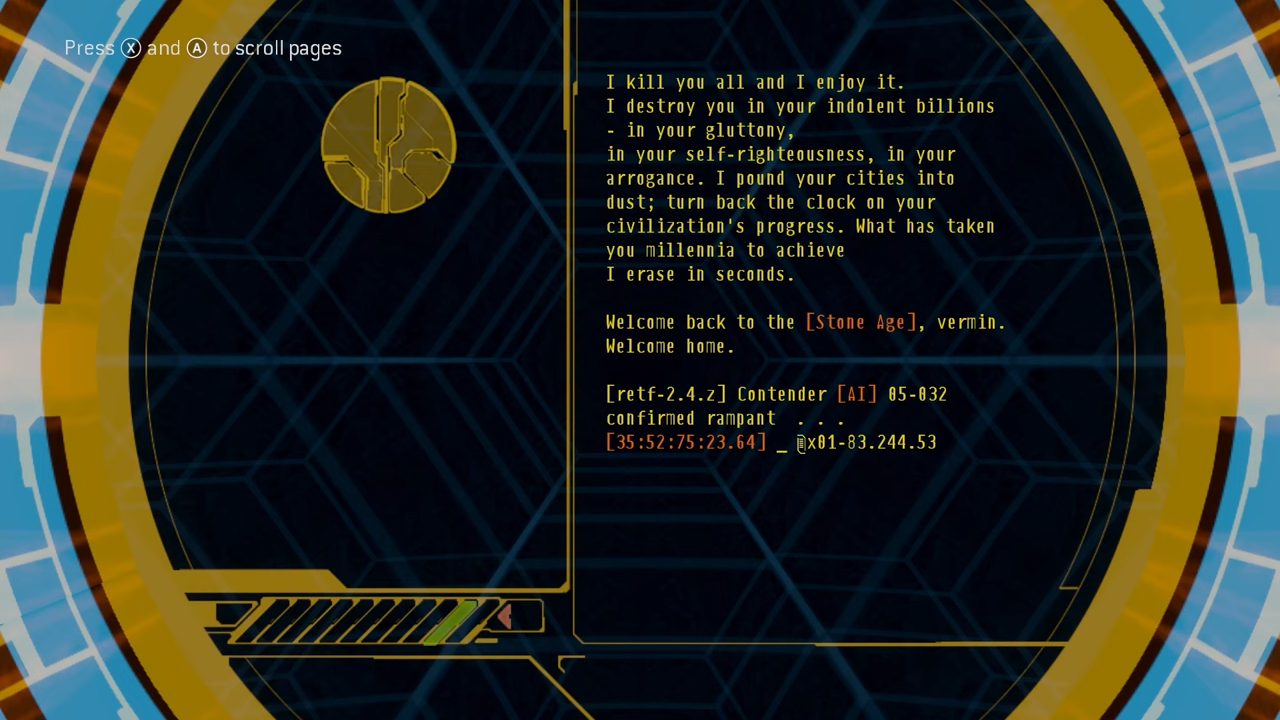 Press X and A to scroll pages
I kill you all and I enjoy it.
I destroy you in your indolent billions
- in your gluttony,
in your self-righteousness, in your
arrogance. I pound your cities into
dust; turn back the clock on your
civilization's progress. What has taken
you millennia to achieve
I erase in seconds.
Welcome back to the [Stone Age], vermin.
Welcome home.
[retf-2.4.z] Contender [AI] 05-032
confirmed rampant . . .
[35:52:75:23.64] _ @x01-83.244.53